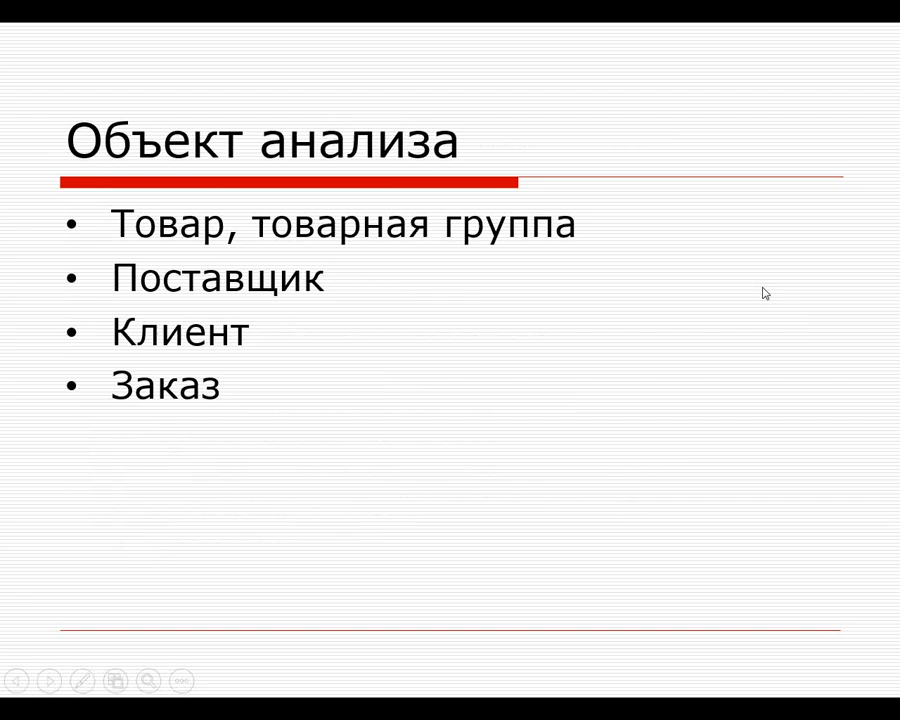 Объект анализа
• Товар, товарная группа
• Поставщик
• Клиент
• Заказ